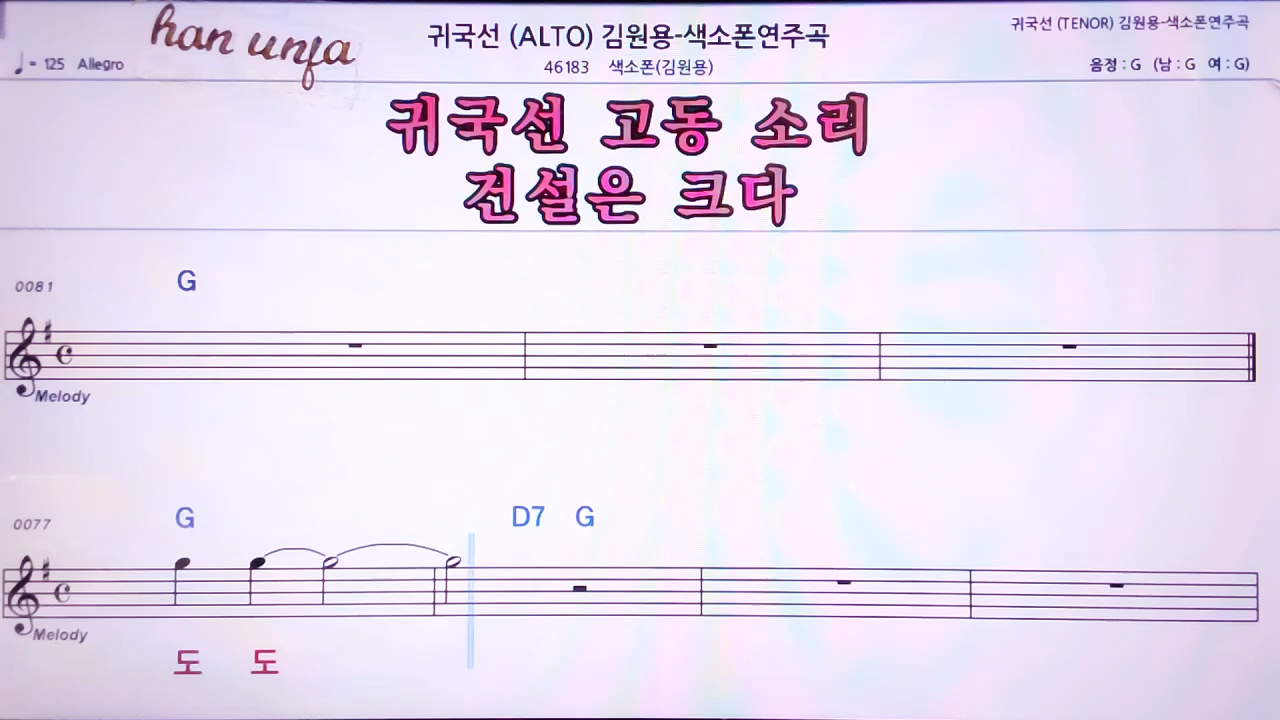 han unfa
귀국선 (ALTO) 김원용-색소폰연주곡
귀국선 (TENOR) 김원용-색소폰연주곡
♩= 125 Allegro
46183 색소폰(김원용)
음정 : G (남 : G 여 : G)
귀국선 고동 소리
건설은 크다
0081 G
Melody
0077 G D7 G
Melody
도 도